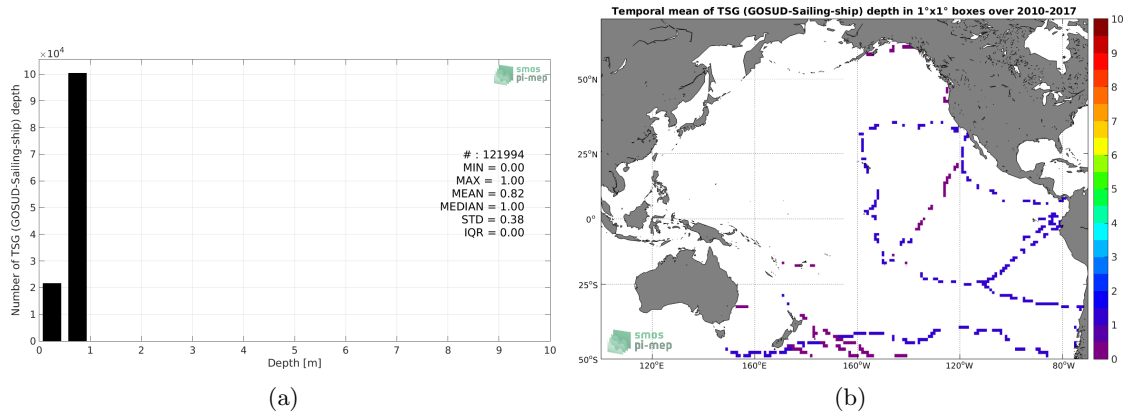 ×10⁴
10
9
8
7
6
5
4
3
2
1
0
Number of TSG (GOSUD-Sailing-ship) depth
smos
pi-mep
# : 121994
MIN = 0.00
MAX = 1.00
MEAN = 0.82
MEDIAN = 1.00
STD = 0.38
IQR = 0.00
0 1 2 3 4 5 6 7 8 9 10
Depth [m]
(a)
Temporal mean of TSG (GOSUD-Sailing-ship) depth in 1°x1° boxes over 2010-2017
50°N
25°N
0°
25°S
50°S
smos
pi-mep
120°E 160°E 160°W 120°W 80°W
10
9
8
7
6
5
4
3
2
1
0
(b)